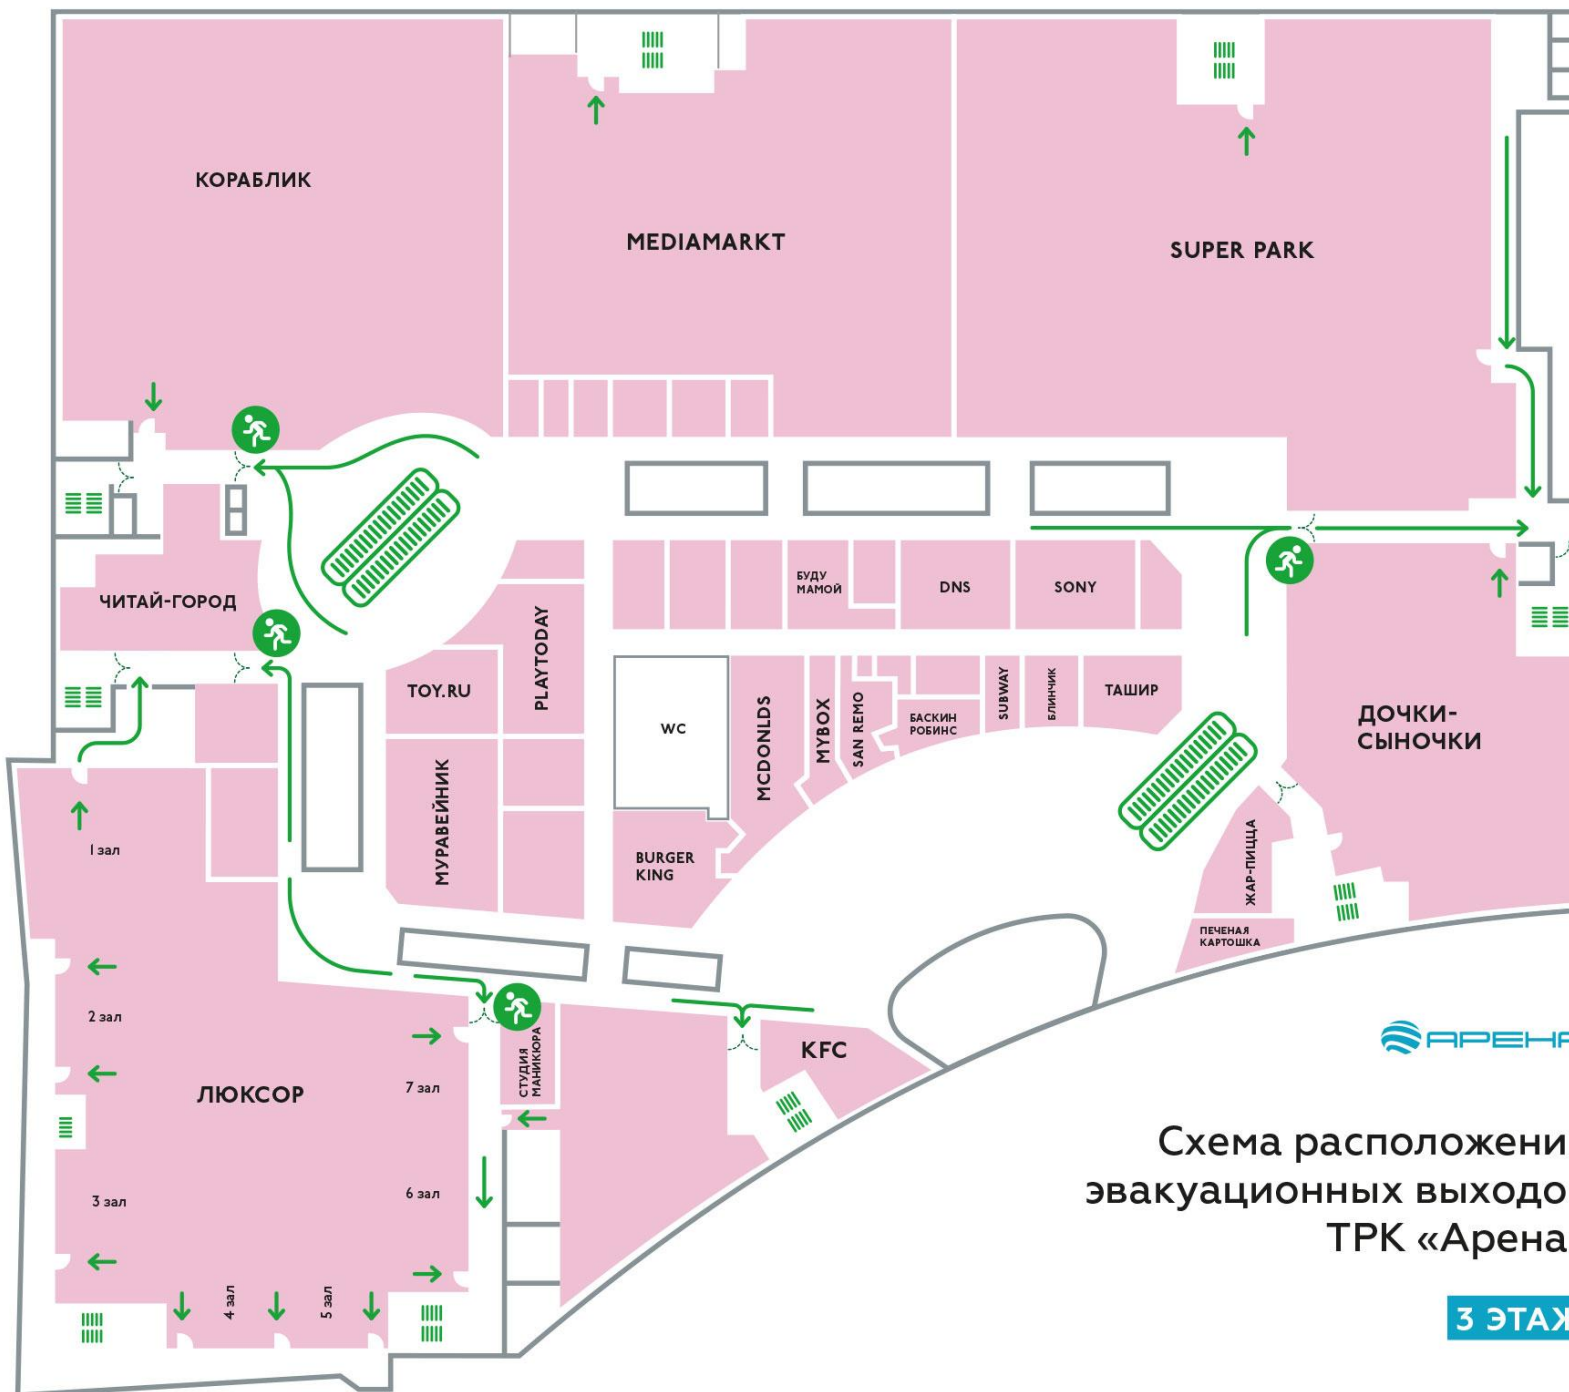 КОРАБЛИК
MEDIAMARKT
SUPER PARK
ЧИТАЙ-ГОРОД
БУДУ
МАМОЙ
DNS
SONY
PLAYTODAY
TOY.RU
WC
MCDONLDS
MYBOX
SAN REMO
БАСКИН
РОБИНС
SUBWAY
БЛИНЧИК
ТАШИР
ДОЧКИ-
СЫНОЧКИ
МУРАВЕЙНИК
BURGER
KING
ЖАР-ПИЦЦА
ПЕЧЕНАЯ
КАРТОШКА
1 зал
2 зал
3 зал
4 зал
5 зал
6 зал
7 зал
ЛЮКСОР
СТУДИЯ
МАНИКЮРА
KFC
АРЕНА
Схема расположени
эвакуационных выходо
ТРК «Арена
3 ЭТАЖ